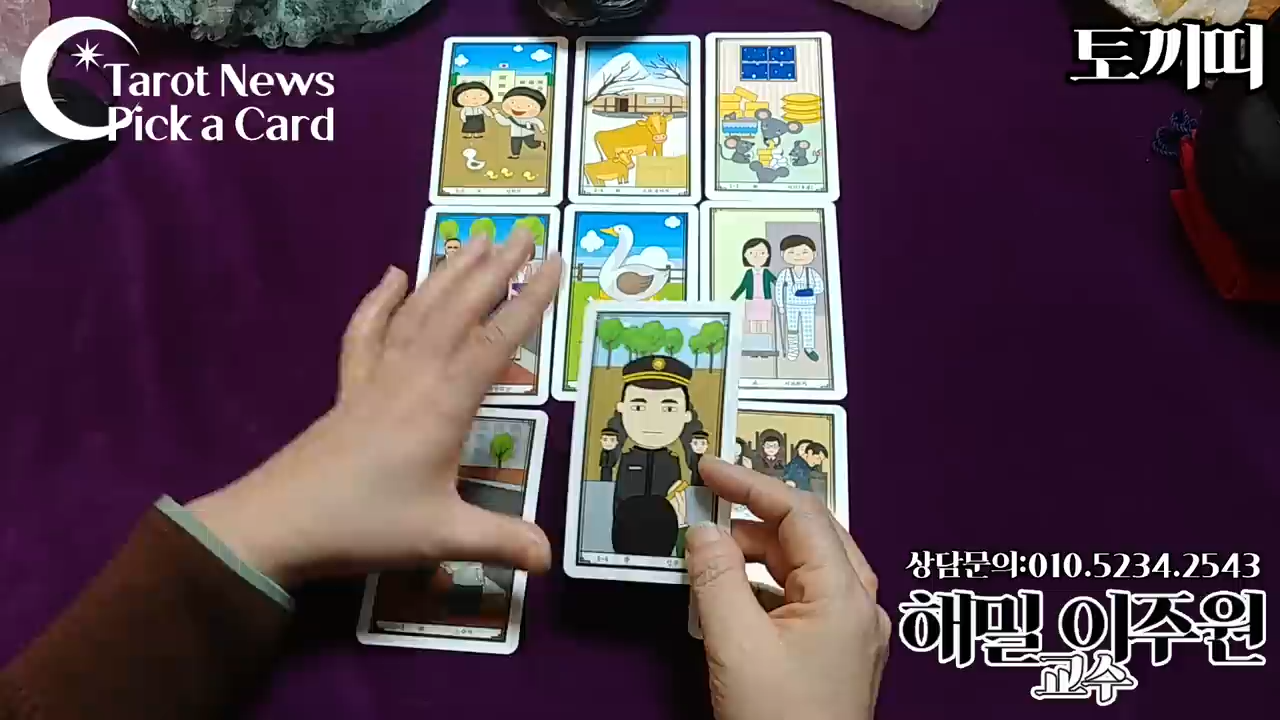 Tarot News
Pick a Card
토끼띠
상담문의:010.5234.2543
해밀 이주원
교수